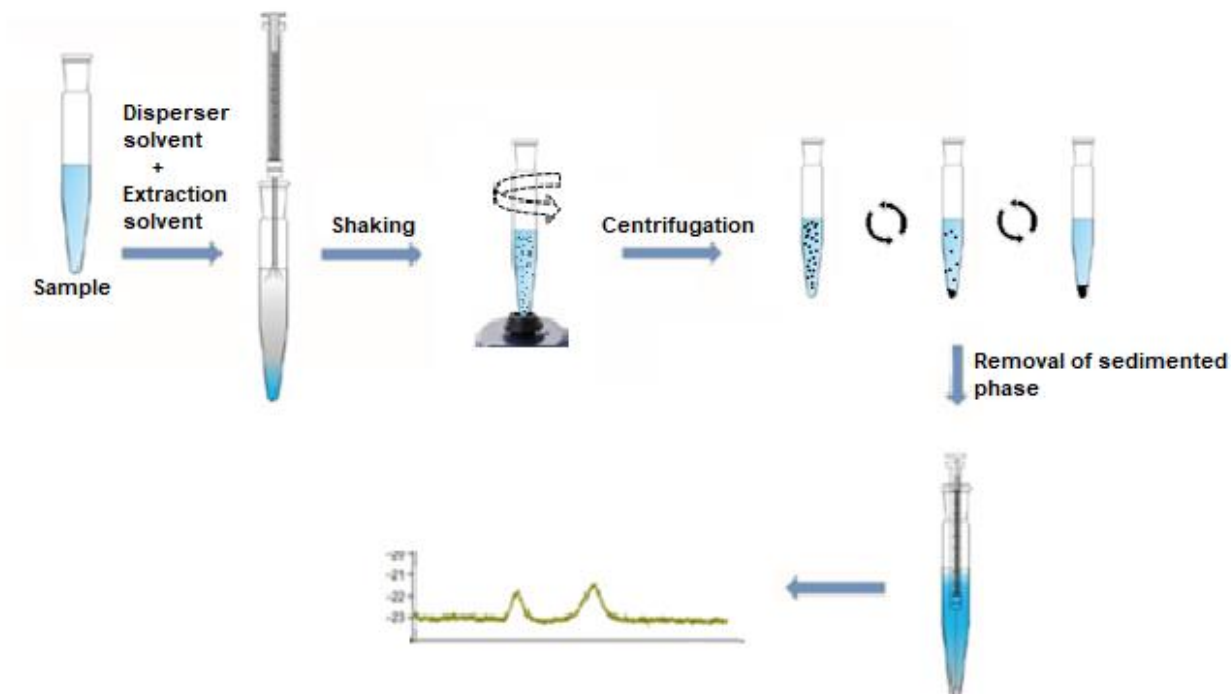 Disperser
solvent
+
Extraction
solvent
Sample
Shaking
Centrifugation
Removal of sedimented
phase
-20
-21
-22
-23